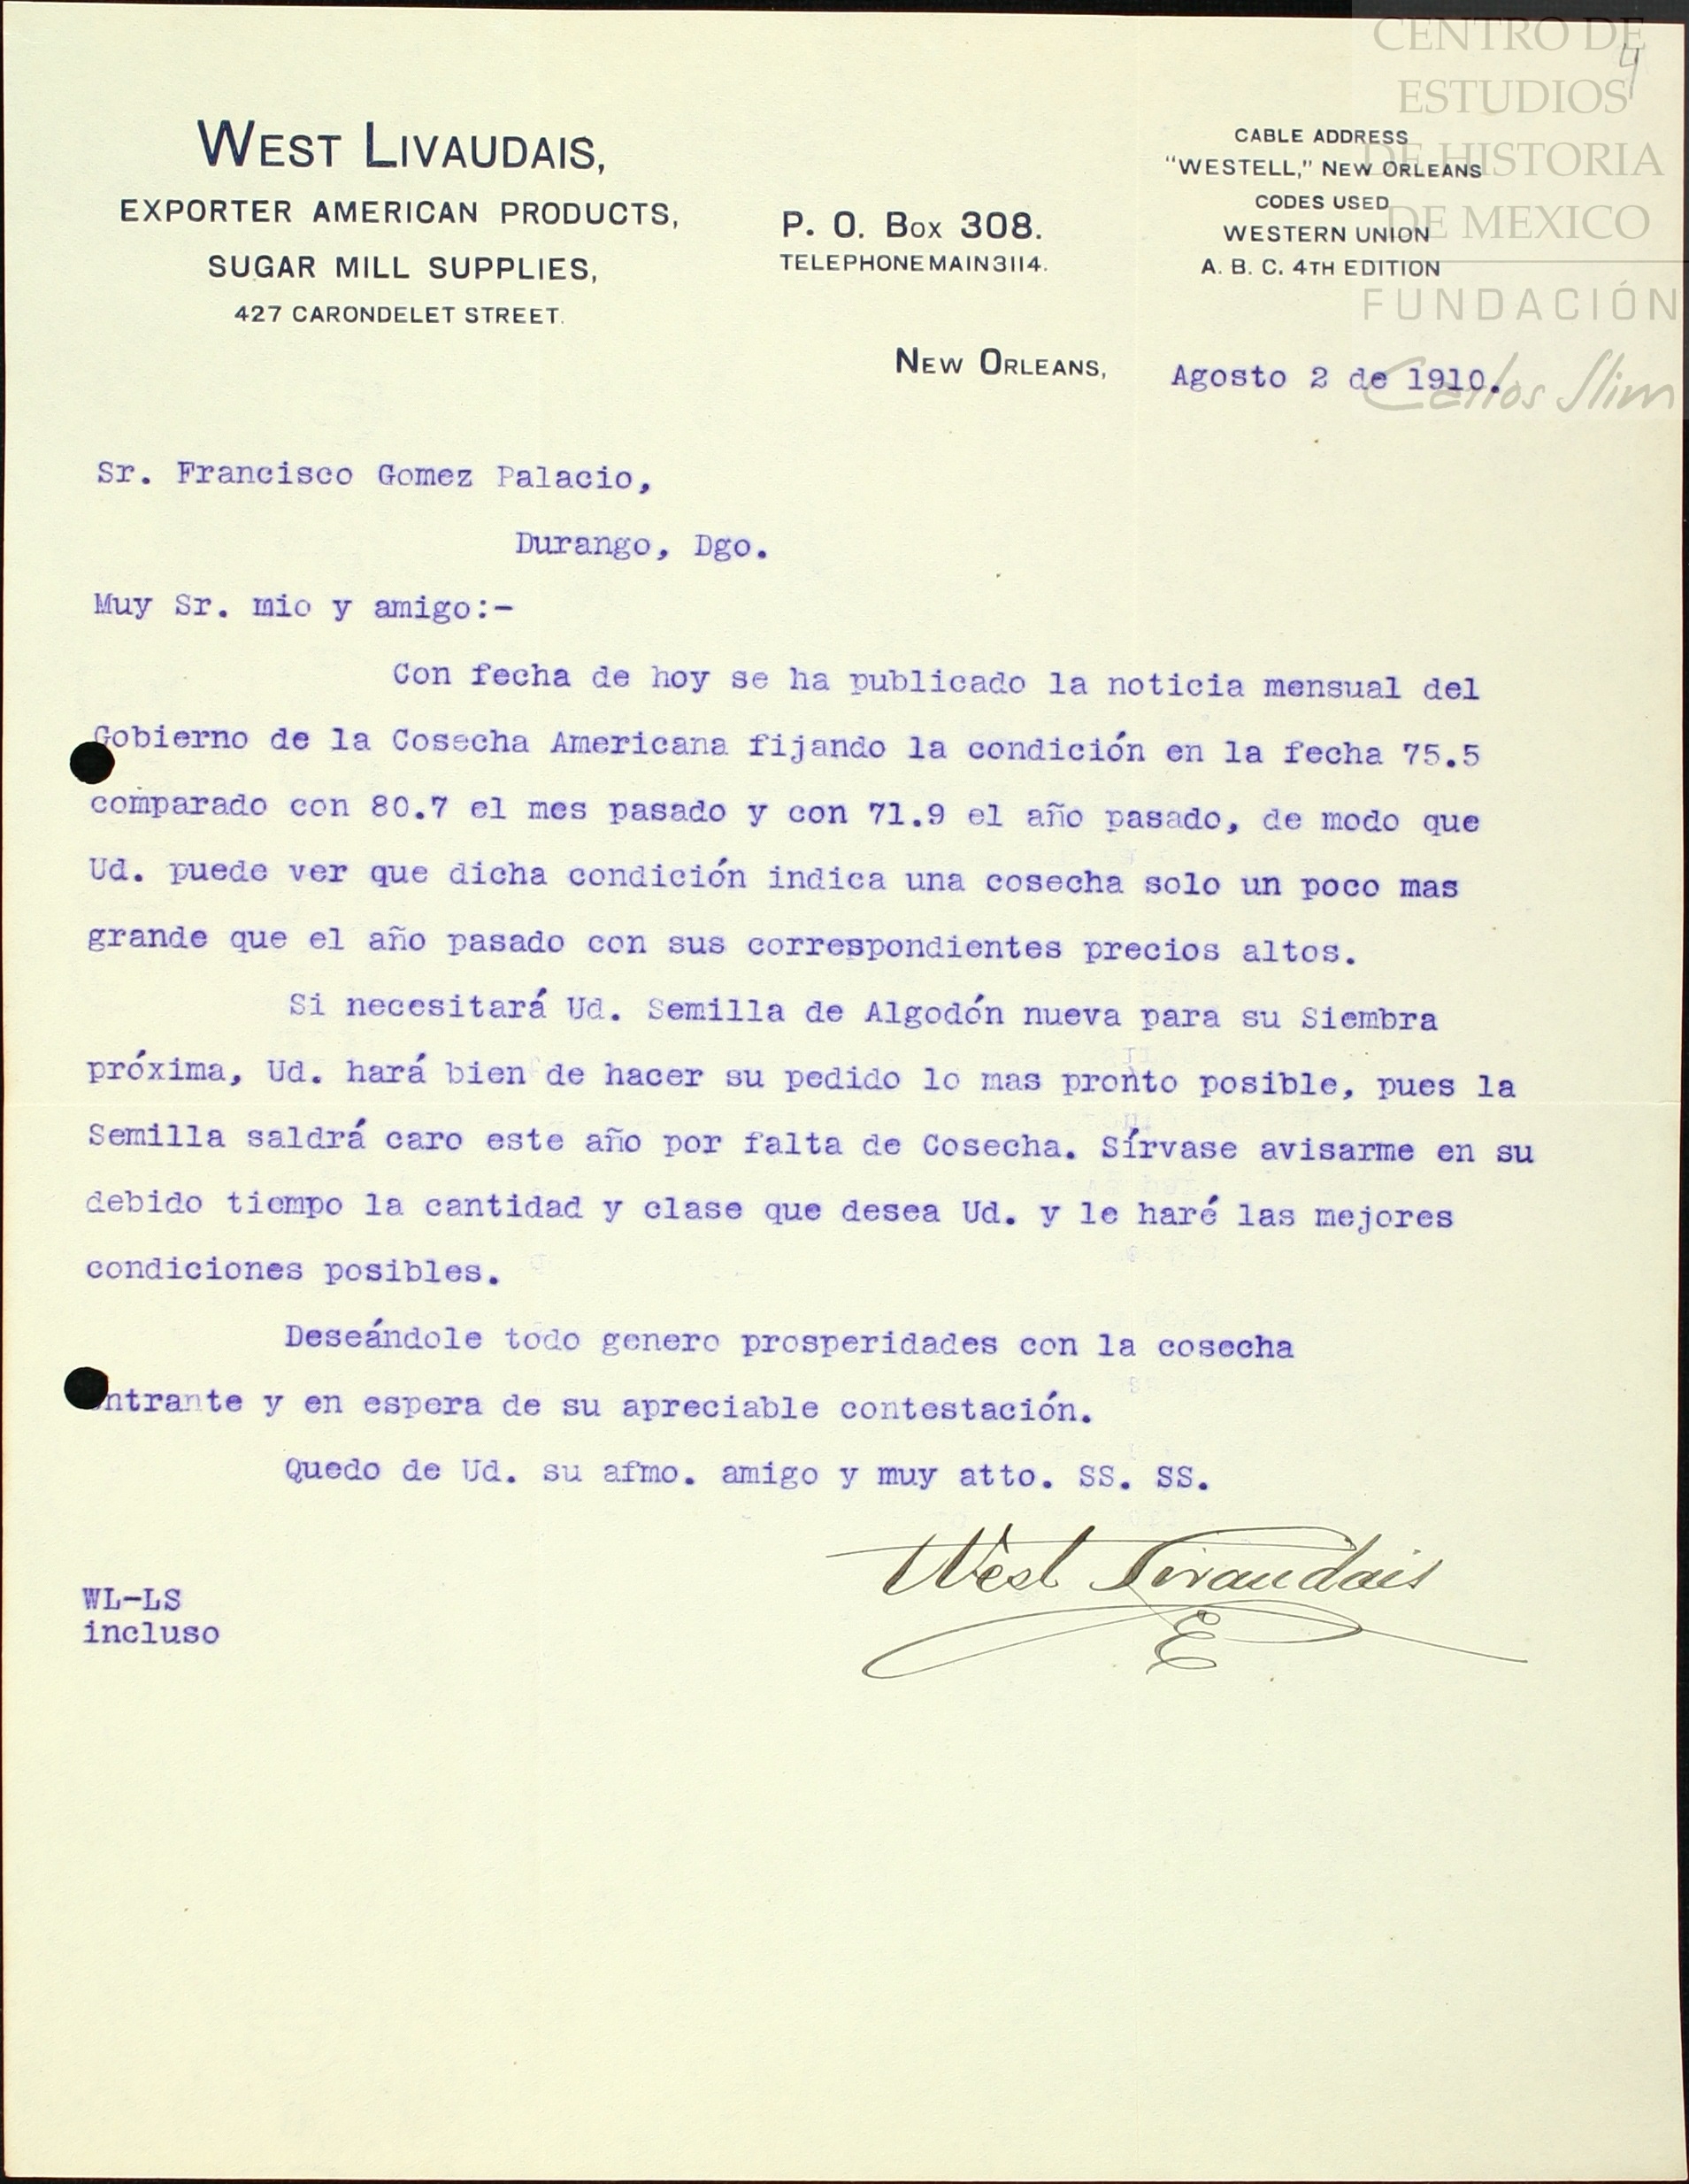 CENTRO DE
ESTUDIOS
DE HISTORIA
DE MEXICO
FUNDACIÓN
Carlos Slim
4
WEST LIVAUDAIS,
EXPORTER AMERICAN PRODUCTS,
SUGAR MILL SUPPLIES,
427 CARONDELET STREET.
P. O. BOX 308.
TELEPHONE MAIN 3114.
CABLE ADDRESS
"WESTELL," NEW ORLEANS
CODES USED
WESTERN UNION
A. B. C. 4TH EDITION
NEW ORLEANS, Agosto 2 de 1910.
Sr. Francisco Gomez Palacio,
Durango, Dgo.
Muy Sr. mio y amigo:-
Con fecha de hoy se ha publicado la noticia mensual del
Gobierno de la Cosecha Americana fijando la condición en la fecha 75.5
comparado con 80.7 el mes pasado y con 71.9 el año pasado, de modo que
Ud. puede ver que dicha condición indica una cosecha solo un poco mas
grande que el año pasado con sus correspondientes precios altos.
Si necesitará Ud. Semilla de Algodón nueva para su Siembra
próxima, Ud. hará bien de hacer su pedido lo mas pronto posible, pues la
Semilla saldrá caro este año por falta de Cosecha. Sírvase avisarme en su
debido tiempo la cantidad y clase que desea Ud. y le haré las mejores
condiciones posibles.
Deseándole todo genero prosperidades con la cosecha
entrante y en espera de su apreciable contestación.
Quedo de Ud. su afmo. amigo y muy atto. SS. SS.
West Livaudais
E
WL-LS
incluso